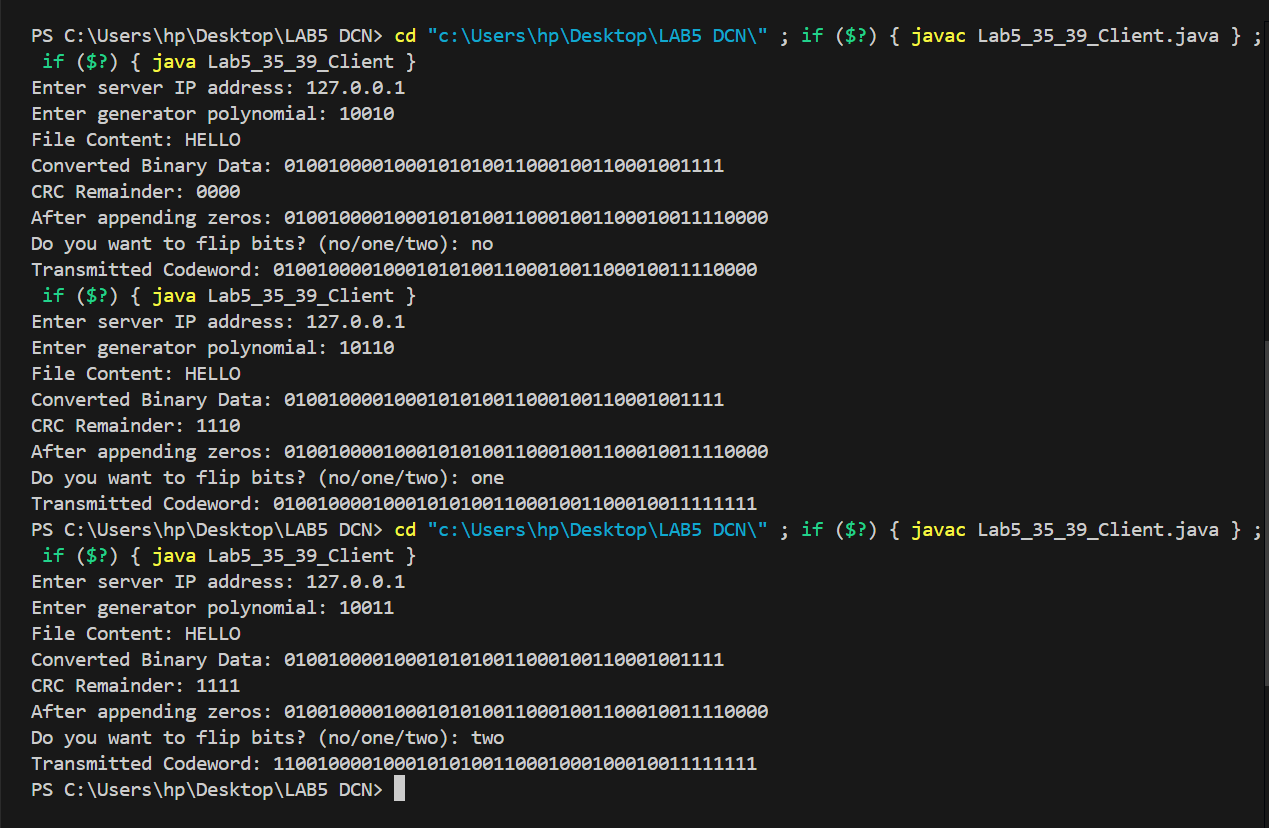 PS C:\Users\hp\Desktop\LAB5 DCN> cd "c:\Users\hp\Desktop\LAB5 DCN\" ; if ($?) { javac Lab5_35_39_Client.java } ;
if ($?) { java Lab5_35_39_Client }
Enter server IP address: 127.0.0.1
Enter generator polynomial: 10010
File Content: HELLO
Converted Binary Data: 0100100001000101010011000100110001001111
CRC Remainder: 0000
After appending zeros: 01001000010001010100110001001100010011110000
Do you want to flip bits? (no/one/two): no
Transmitted Codeword: 01001000010001010100110001001100010011110000
if ($?) { java Lab5_35_39_Client }
Enter server IP address: 127.0.0.1
Enter generator polynomial: 10110
File Content: HELLO
Converted Binary Data: 0100100001000101010011000100110001001111
CRC Remainder: 1110
After appending zeros: 01001000010001010100110001001100010011110000
Do you want to flip bits? (no/one/two): one
Transmitted Codeword: 01001000010001010100110001001100010011111111
PS C:\Users\hp\Desktop\LAB5 DCN> cd "c:\Users\hp\Desktop\LAB5 DCN\" ; if ($?) { javac Lab5_35_39_Client.java } ;
if ($?) { java Lab5_35_39_Client }
Enter server IP address: 127.0.0.1
Enter generator polynomial: 10011
File Content: HELLO
Converted Binary Data: 0100100001000101010011000100110001001111
CRC Remainder: 1111
After appending zeros: 01001000010001010100110001001100010011110000
Do you want to flip bits? (no/one/two): two
Transmitted Codeword: 11001000010001010100110001000100010011111111
PS C:\Users\hp\Desktop\LAB5 DCN>